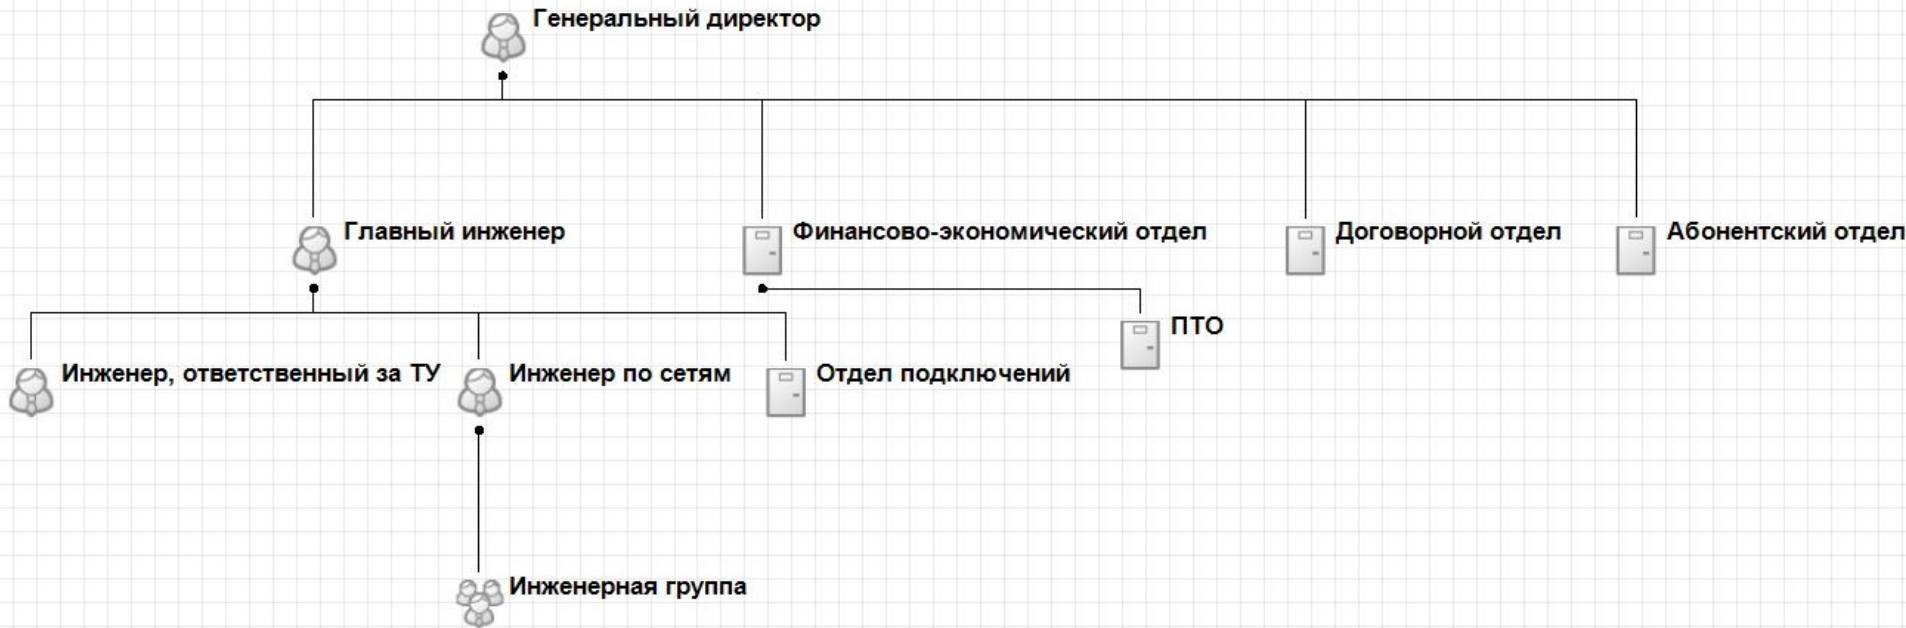 Генеральный директор
Главный инженер
Финансово-экономический отдел
Договорной отдел
Абонентский отдел
ПТО
Инженер, ответственный за ТУ
Инженер по сетям
Отдел подключений
Инженерная группа